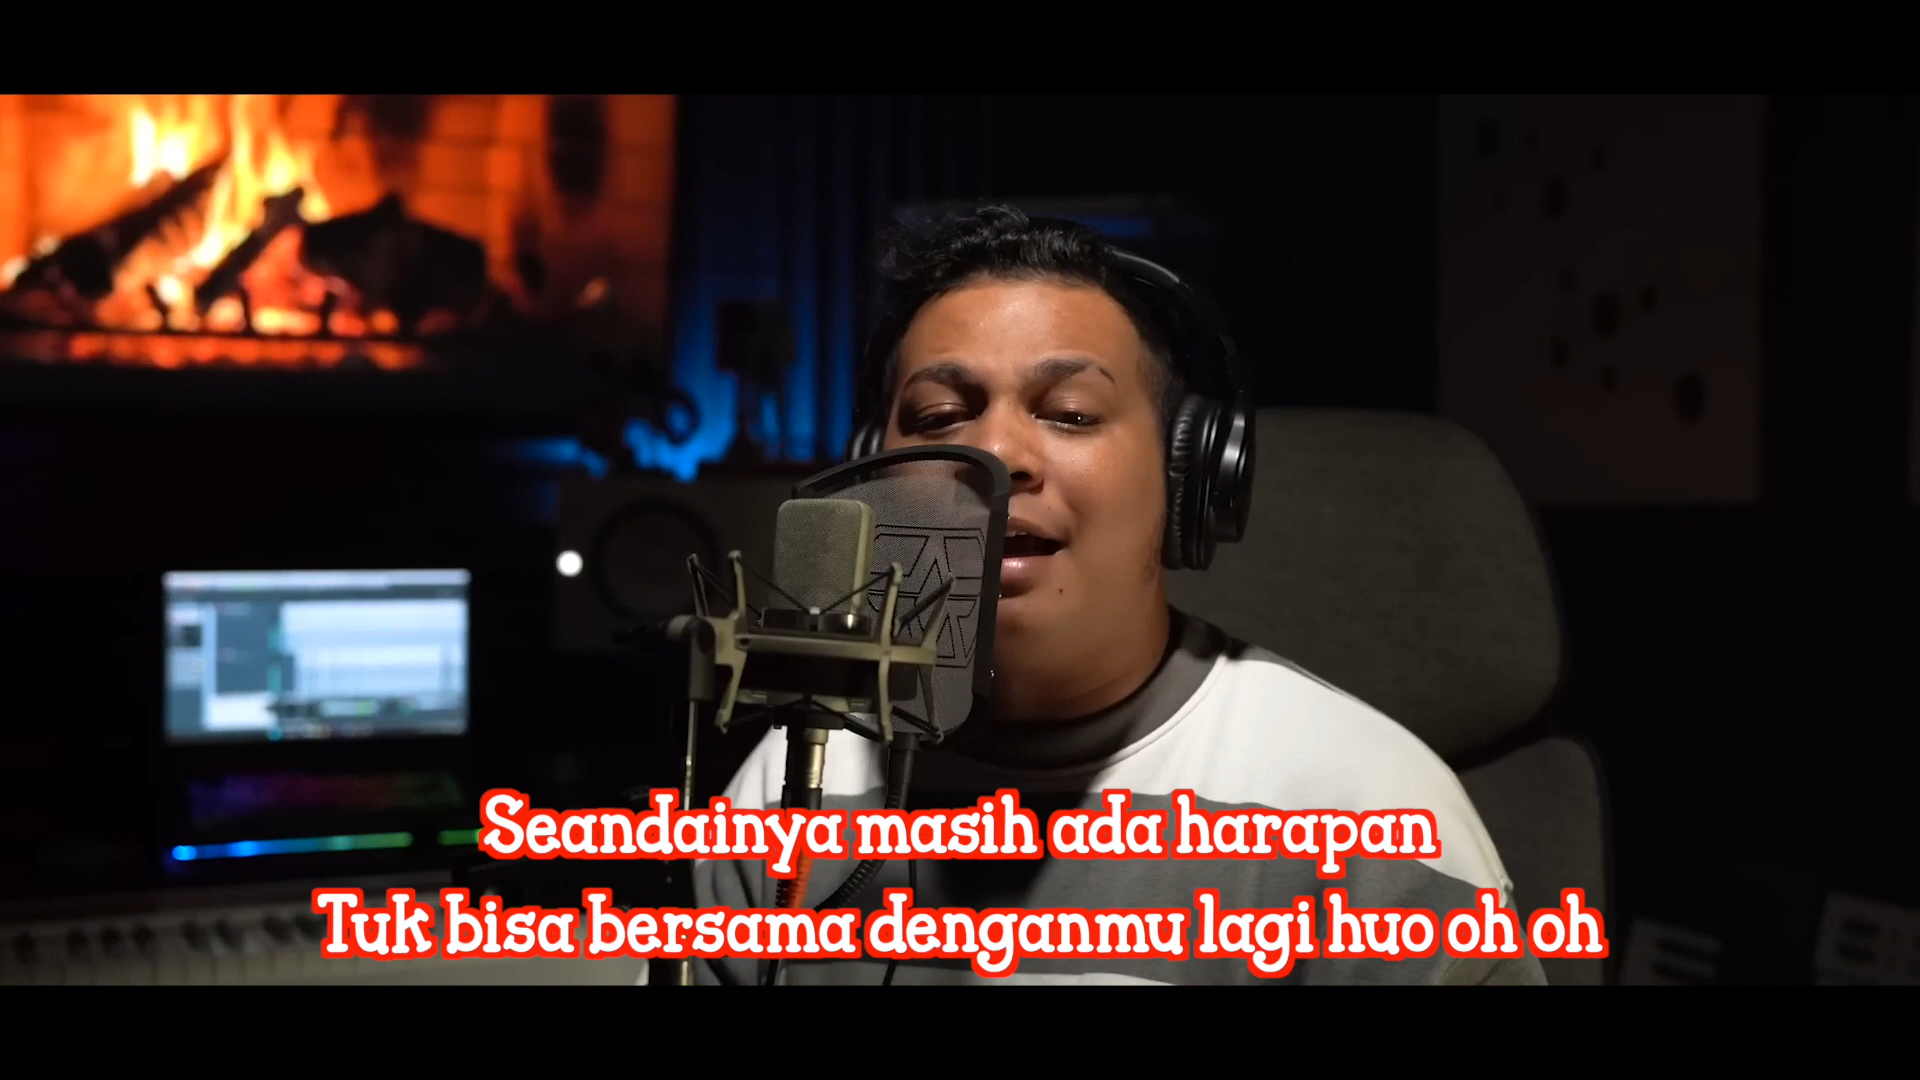 Seandainya masih ada harapan
Tuk bisa bersama denganmu lagi huo oh oh